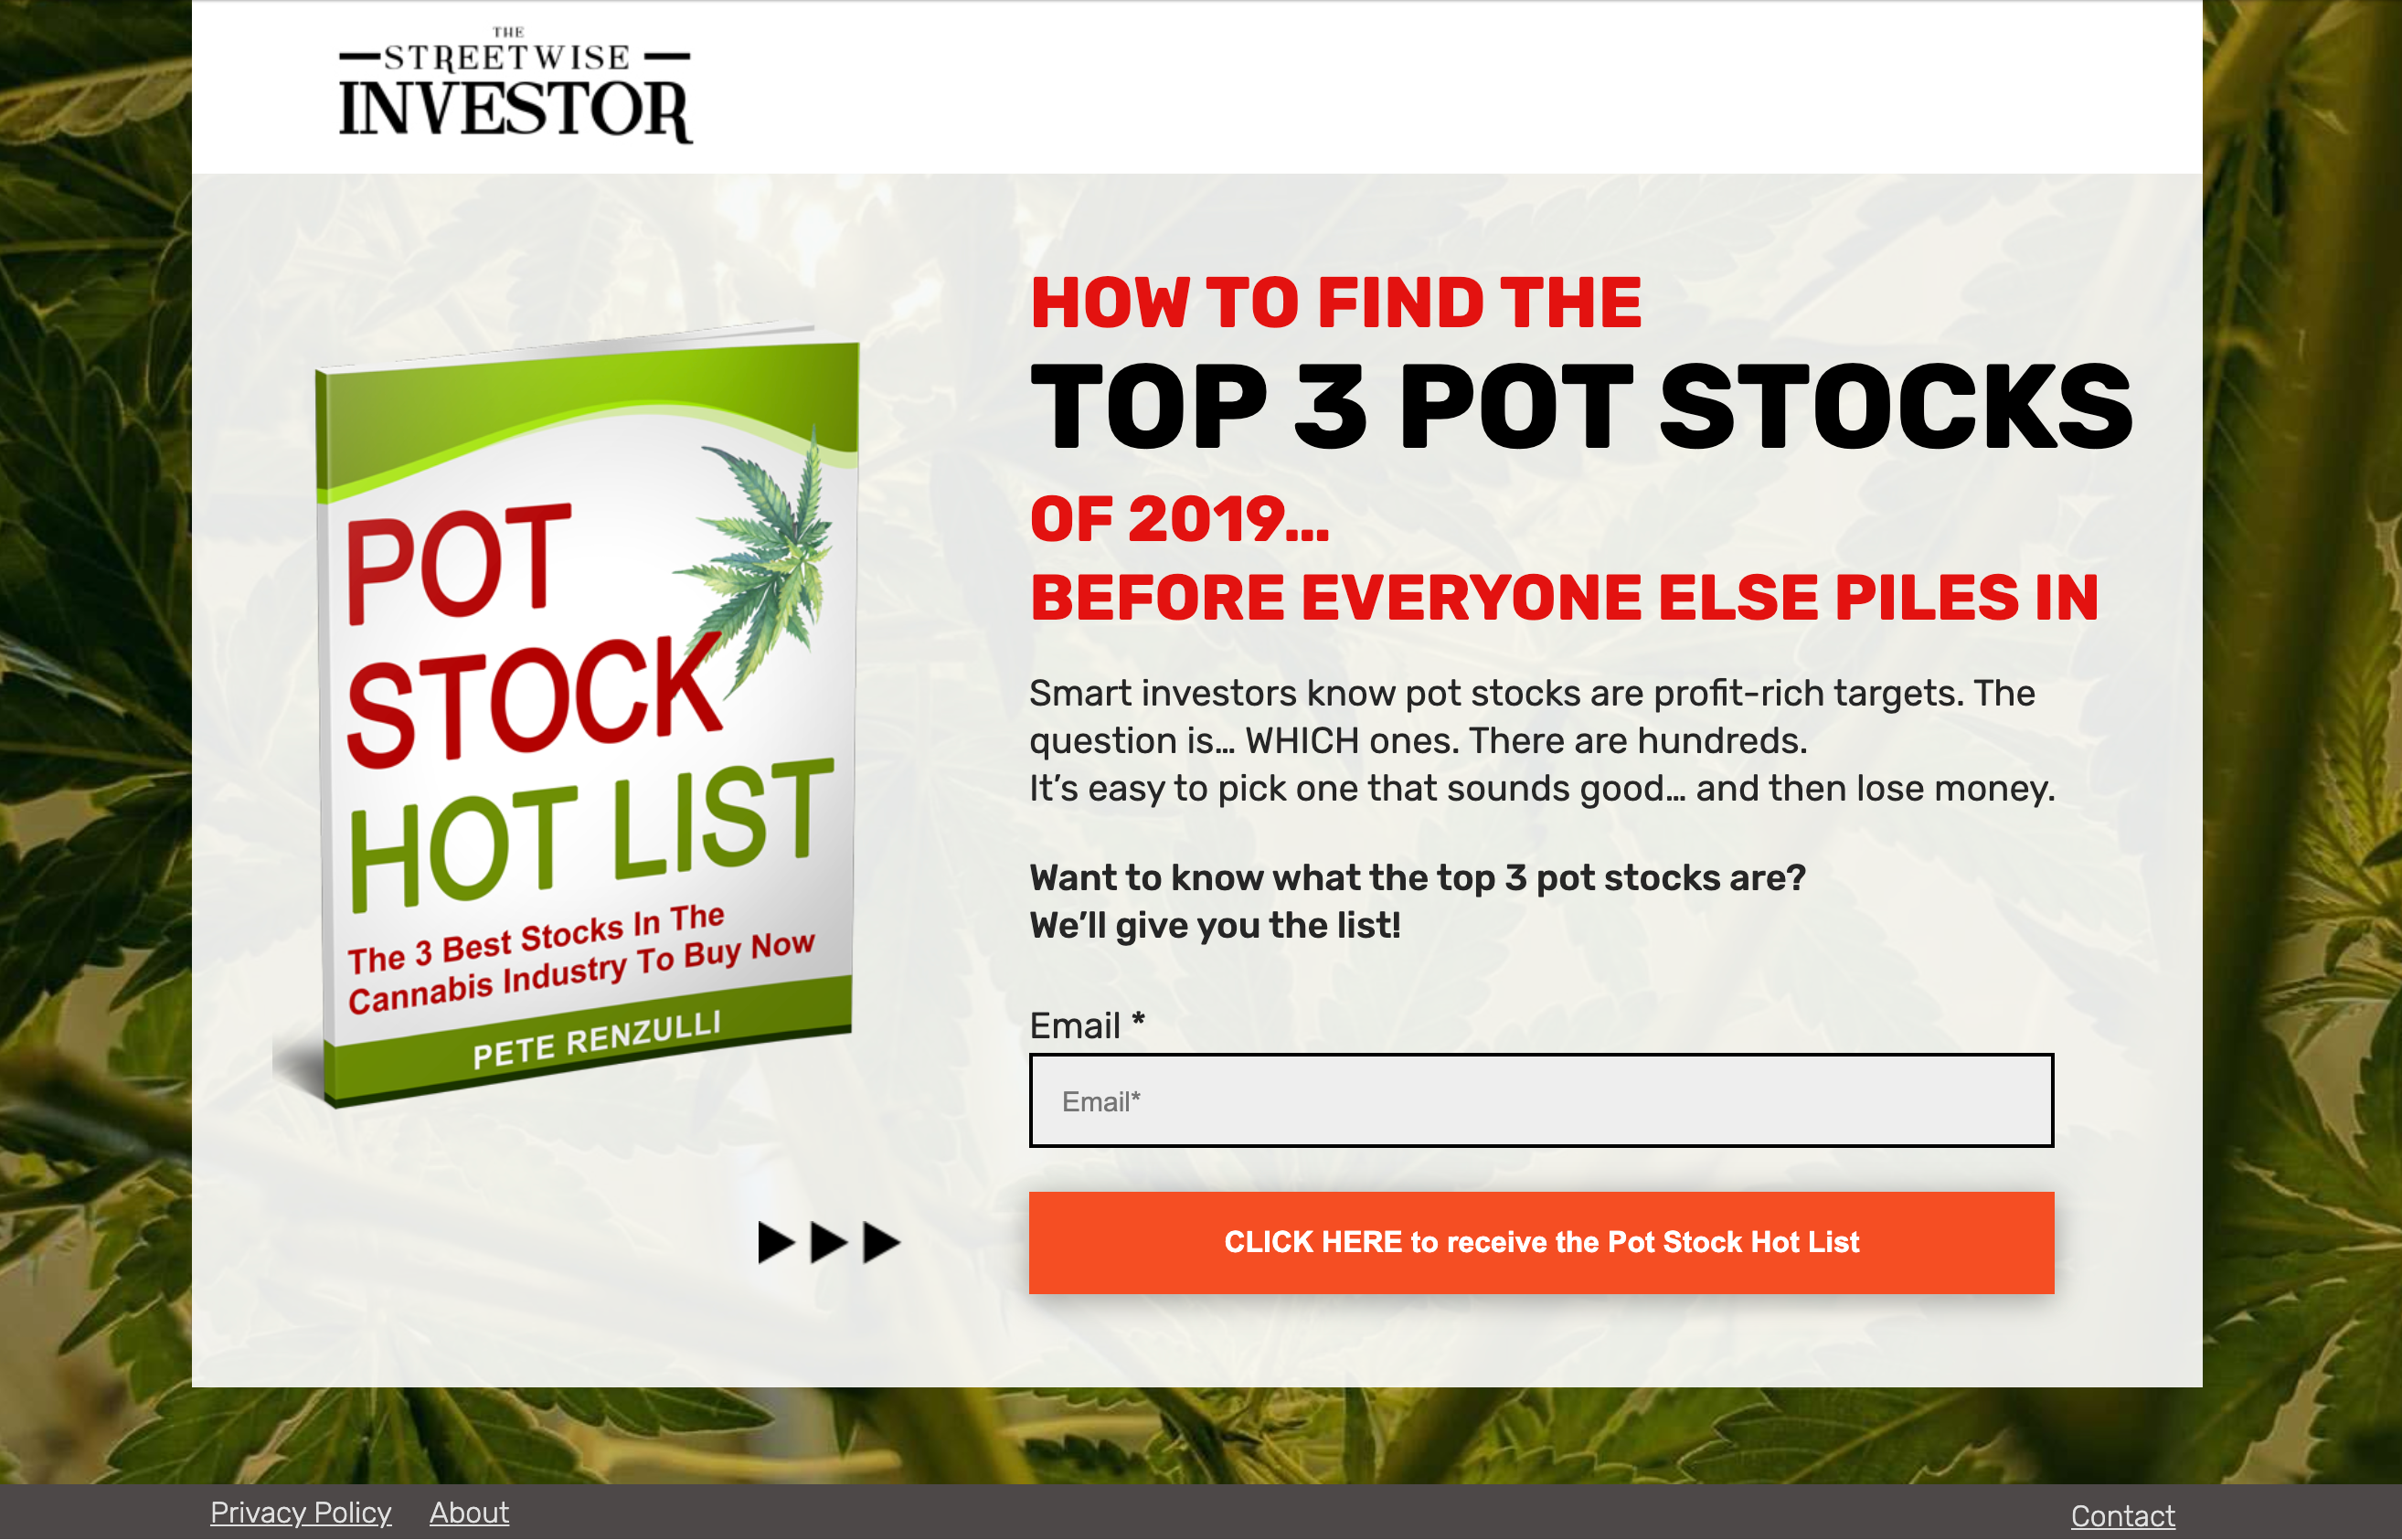 THE
STREETWISE
INVESTOR
POT
STOCK
HOT LIST
The 3 Best Stocks In The
Cannabis Industry To Buy Now
PETE RENZULLI
HOW TO FIND THE
TOP 3 POT STOCKS
OF 2019...
BEFORE EVERYONE ELSE PILES IN
Smart investors know pot stocks are profit-rich targets. The
question is... WHICH ones. There are hundreds.
It’s easy to pick one that sounds good... and then lose money.
Want to know what the top 3 pot stocks are?
We’ll give you the list!
Email *
Email*
CLICK HERE to receive the Pot Stock Hot List
Privacy Policy About Contact